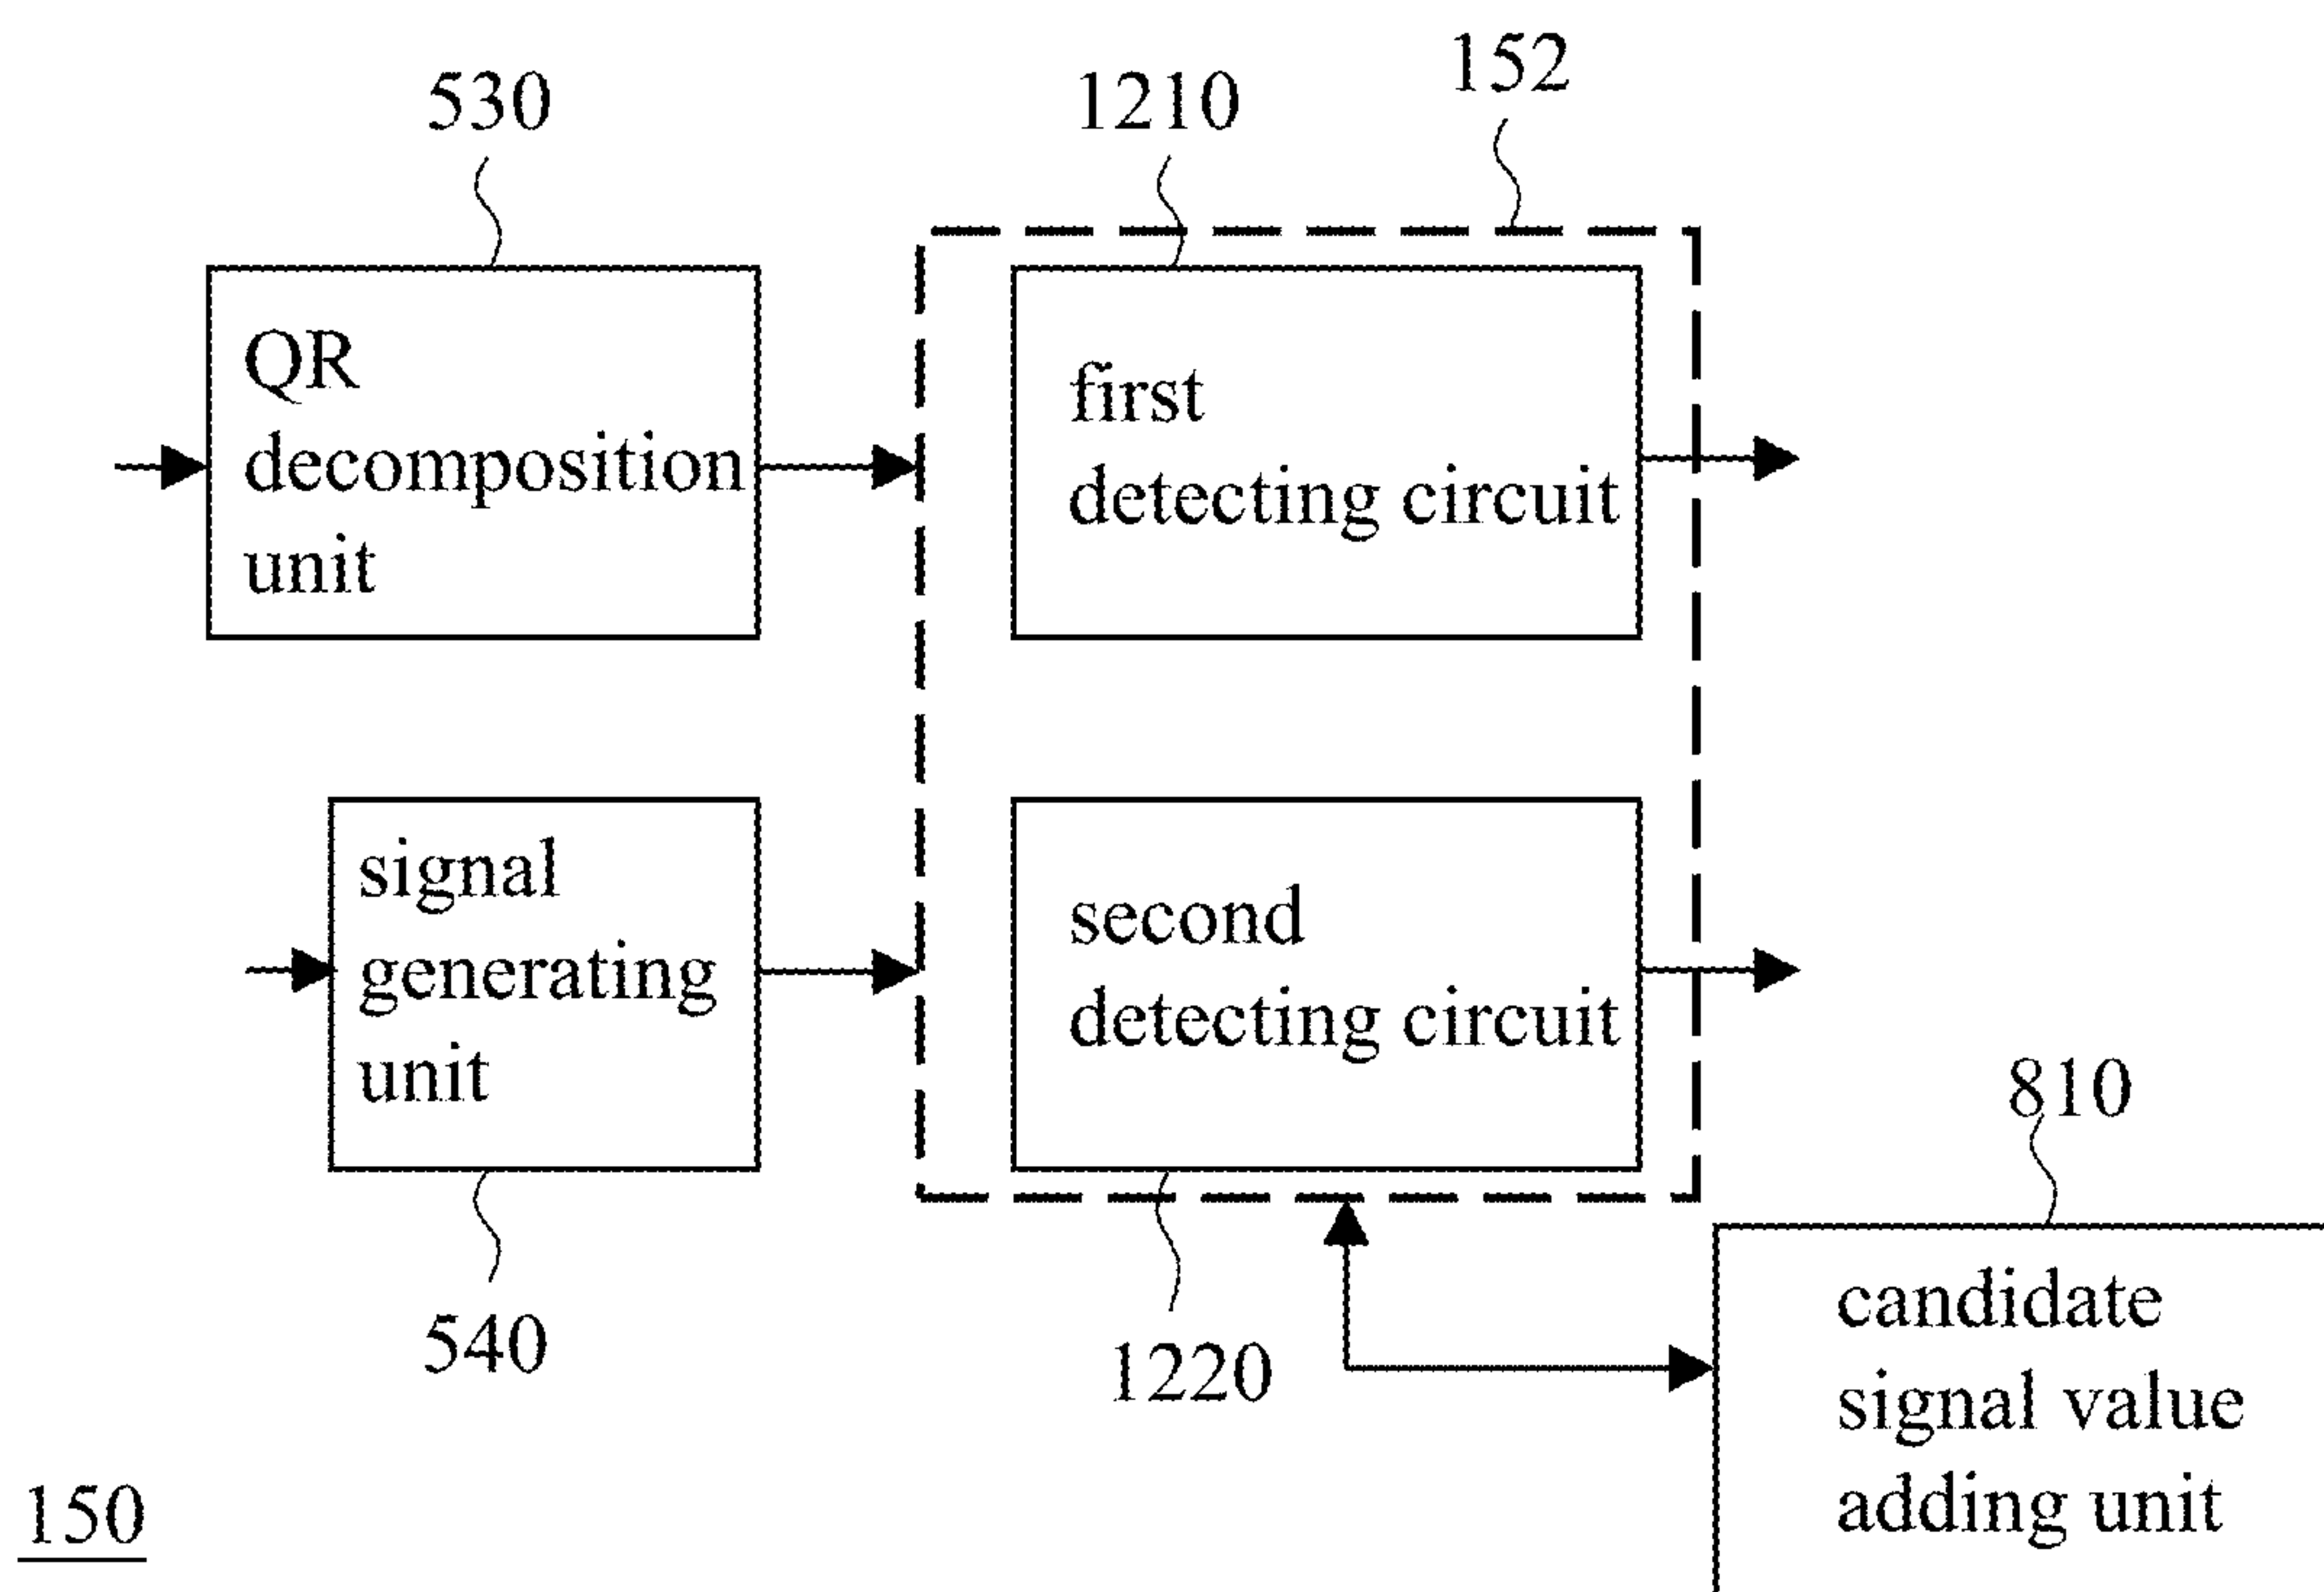 152
530
1210
QR
decomposition
unit
first
detecting circuit
signal
generating
unit
second
detecting circuit
810
540
1220
candidate
signal value
adding unit
150